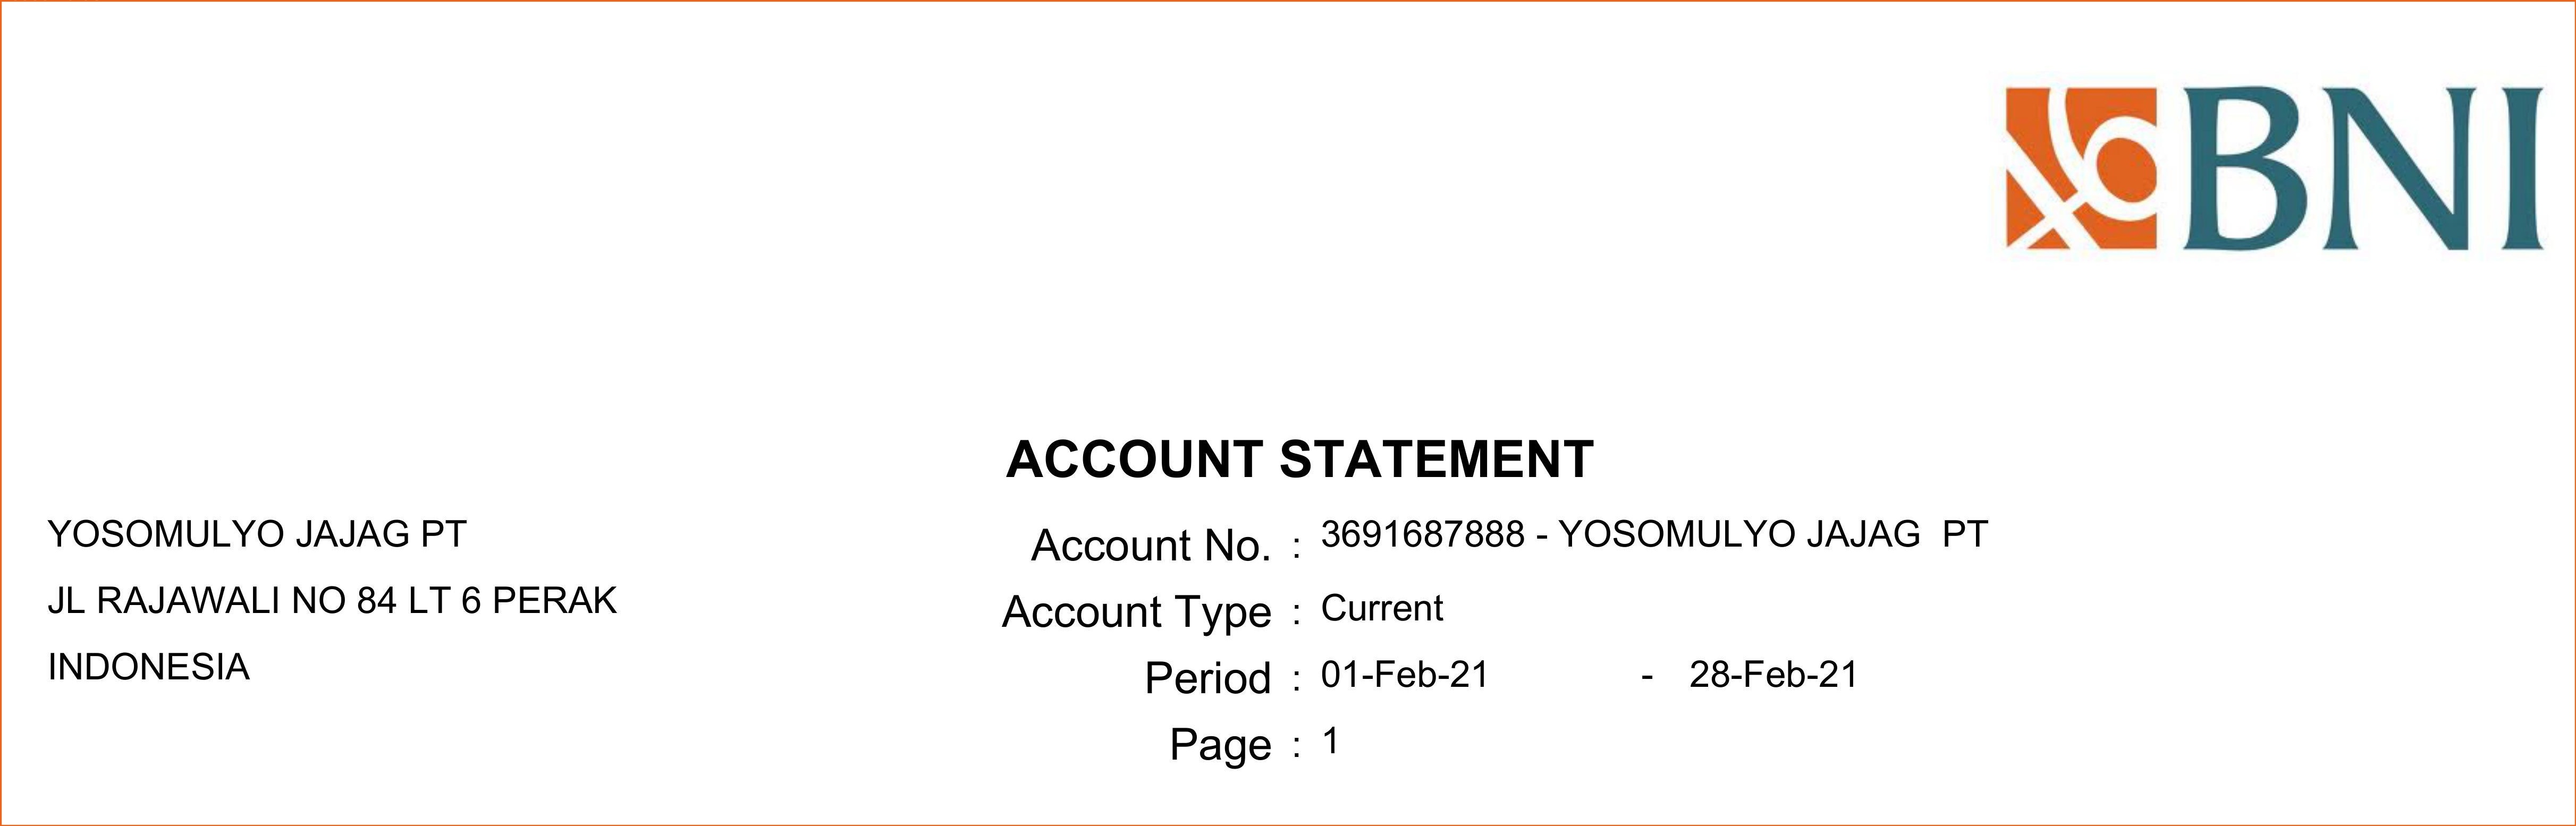 BNI
ACCOUNT STATEMENT
YOSOMULYO JAJAG PT
JL RAJAWALI NO 84 LT 6 PERAK
INDONESIA
Account No. : 3691687888 - YOSOMULYO JAJAG  PT
Account Type : Current
Period : 01-Feb-21 - 28-Feb-21
Page : 1